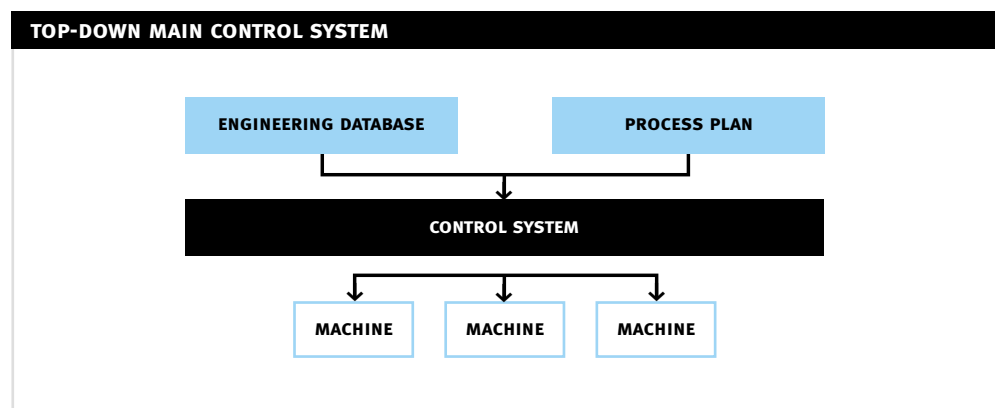 TOP-DOWN MAIN CONTROL SYSTEM
ENGINEERING DATABASE
PROCESS PLAN
CONTROL SYSTEM
MACHINE
MACHINE
MACHINE